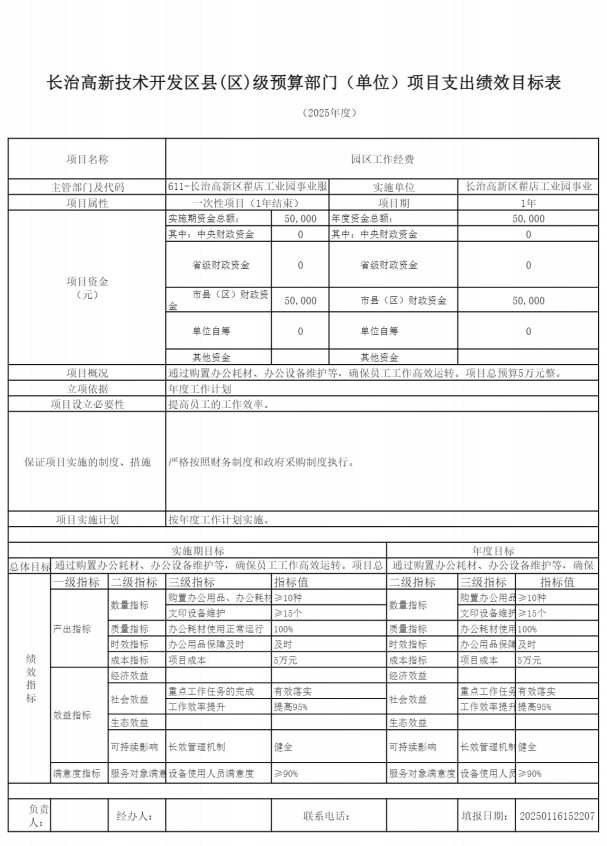 长治高新技术开发区县(区)级预算部门（单位）项目支出绩效目标表
（2025年度）
项目名称 园区工作经费
主管部门及代码 611-长治高新区翟店工业园事业服 实施单位 长治高新区翟店工业园事业
项目属性 一次性项目（1年结束） 项目期 1年
项目资金
（元）
实施期资金总额: 50,000 年度资金总额: 50,000
其中: 中央财政资金 0 其中: 中央财政资金 0
省级财政资金 0 省级财政资金 0
市县（区）财政资
金 50,000 市县（区）财政资金 50,000
单位自筹 0 单位自筹 0
其他资金 其他资金
项目概况 通过购置办公耗材、办公设备维护等，确保员工工作高效运转。项目总预算5万元整。
立项依据 年度工作计划
项目设立必要性 提高员工的工作效率。
保证项目实施的制度、措施 严格按照财务制度和政府采购制度执行。
项目实施计划 按年度工作计划实施。
实施期目标 年度目标
总体目标 通过购置办公耗材、办公设备维护等，确保员工工作高效运转。项目总 通过购置办公耗材、办公设备维护等，确保
绩
效
指
标
一级指标 二级指标 三级指标 指标值 二级指标 三级指标 指标值
产出指标
数量指标 购置办公用品、办公耗材 ≥10种 数量指标 购置办公用品 ≥10种
文印设备维护 ≥15个 文印设备维护 ≥15个
质量指标 办公耗材使用正常运行 100% 质量指标 办公耗材使用 100%
时效指标 办公用品保障及时 及时 时效指标 办公用品保障 及时
成本指标 项目成本 5万元 成本指标 项目成本 5万元
效益指标
经济效益 经济效益
社会效益 重点工作任务的完成 有效落实 社会效益 重点工作任务 有效落实
工作效率提升 提高95% 工作效率提升 提高95%
生态效益 生态效益
可持续影响 长效管理机制 健全 可持续影响 长效管理机制 健全
满意度指标 服务对象满意 设备使用人员满意度 ≥90% 服务对象满意度 设备使用人员 ≥90%
负责
人: 经办人: 联系电话: 填报日期: 20250116152207